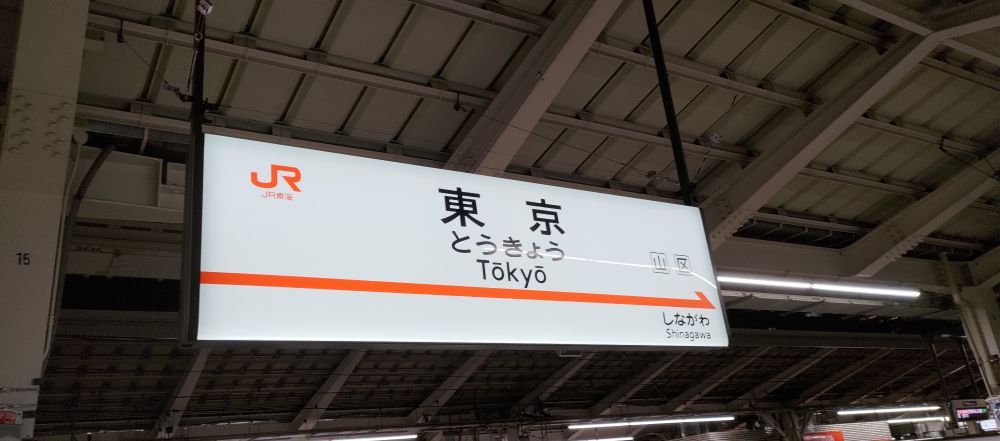 JR
JR東海
東京
とうきょう
Tōkyō
山 区
しながわ
Shinagawa
15